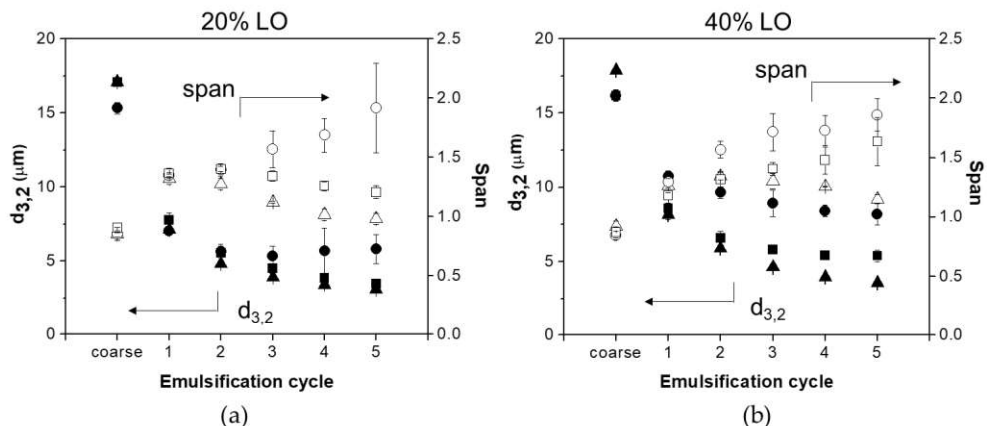 20% LO
20
15
10
5
0
d3,2 (μm)
2.5
2.0
1.5
1.0
0.5
0.0
Span
span
d3,2
coarse 1 2 3 4 5
Emulsification cycle
(a)
40% LO
20
15
10
5
0
d3,2 (μm)
2.5
2.0
1.5
1.0
0.5
0.0
Span
span
d3,2
coarse 1 2 3 4 5
Emulsification cycle
(b)